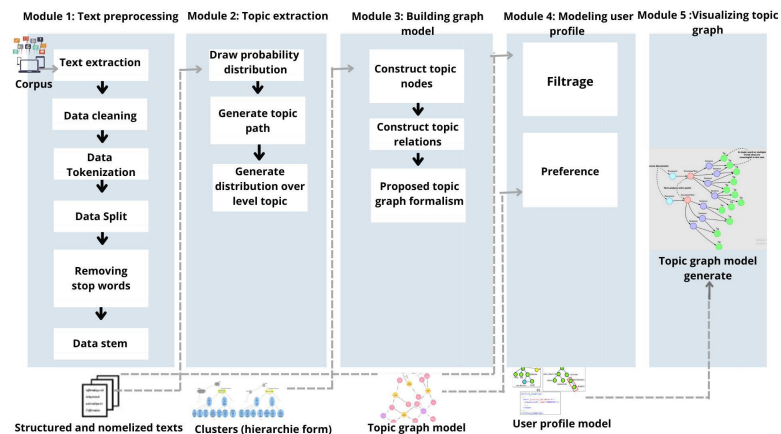 Module 1: Text preprocessing
Module 2: Topic extraction
Module 3: Building graph
model
Module 4: Modeling user
profile
Module 5 :Visualizing topic
graph
Corpus
Text extraction
Data cleaning
Data
Tokenization
Data Split
Removing
stop words
Data stem
Draw probability
distribution
Generate topic
path
Generate
distribution over
level topic
Construct topic
nodes
Construct topic
relations
Proposed topic
graph formalism
Filtrage
Preference
Topic graph model
generate
Structured and nomelized texts
Clusters (hierarchie form)
Topic graph model
User profile model